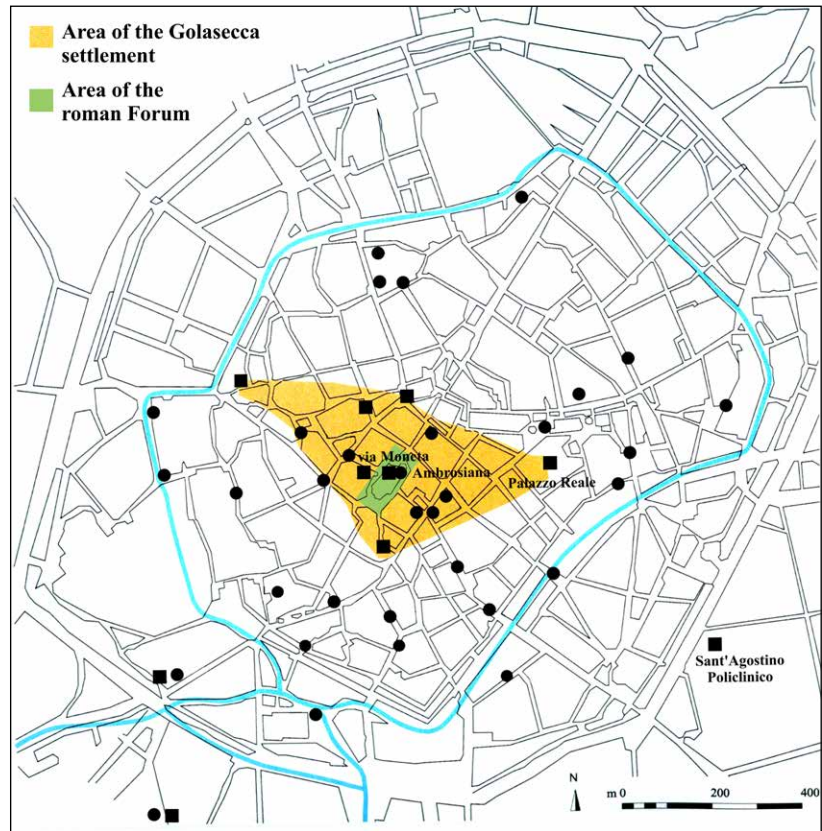 Area of the Golasecca
settlement
Area of the
roman Forum
via Moneta
Ambrosiana
Palazzo Reale
Sant'Agostino
Policlinico
N
m 0 200 400